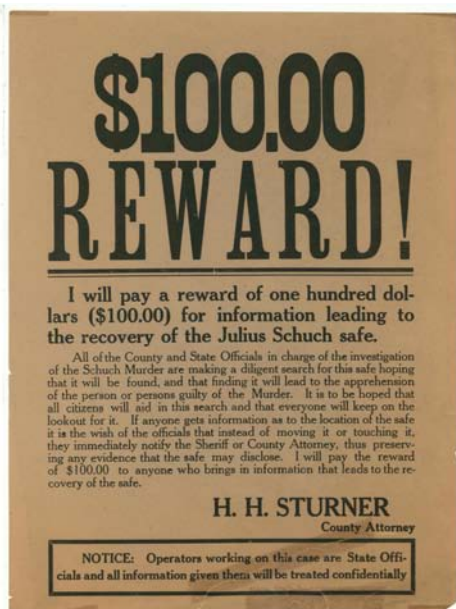 $100.00
REWARD!
I will pay a reward of one hundred dol-
lars ($100.00) for information leading to
the recovery of the Julius Schuch safe.
All of the County and State Officials in charge of the investigation
of the Schuch Murder are making a diligent search for this safe hoping
that it will be found, and that finding it will lead to the apprehension
of the person or persons guilty of the Murder. It is to be hoped that
all citizens will aid in this search and that everyone will keep on the
lookout for it. If anyone gets information as to the location of the safe
it is the wish of the officials that instead of moving it or touching it,
they immediately notify the Sheriff or County Attorney, thus preserv-
ing any evidence that the safe may disclose. I will pay the reward
of $100.00 to anyone who brings in information that leads to the re-
covery of the safe.
H. H. STURNER
County Attorney
NOTICE: Operators working on this case are State Offi-
cials and all information given them will be treated confidentially